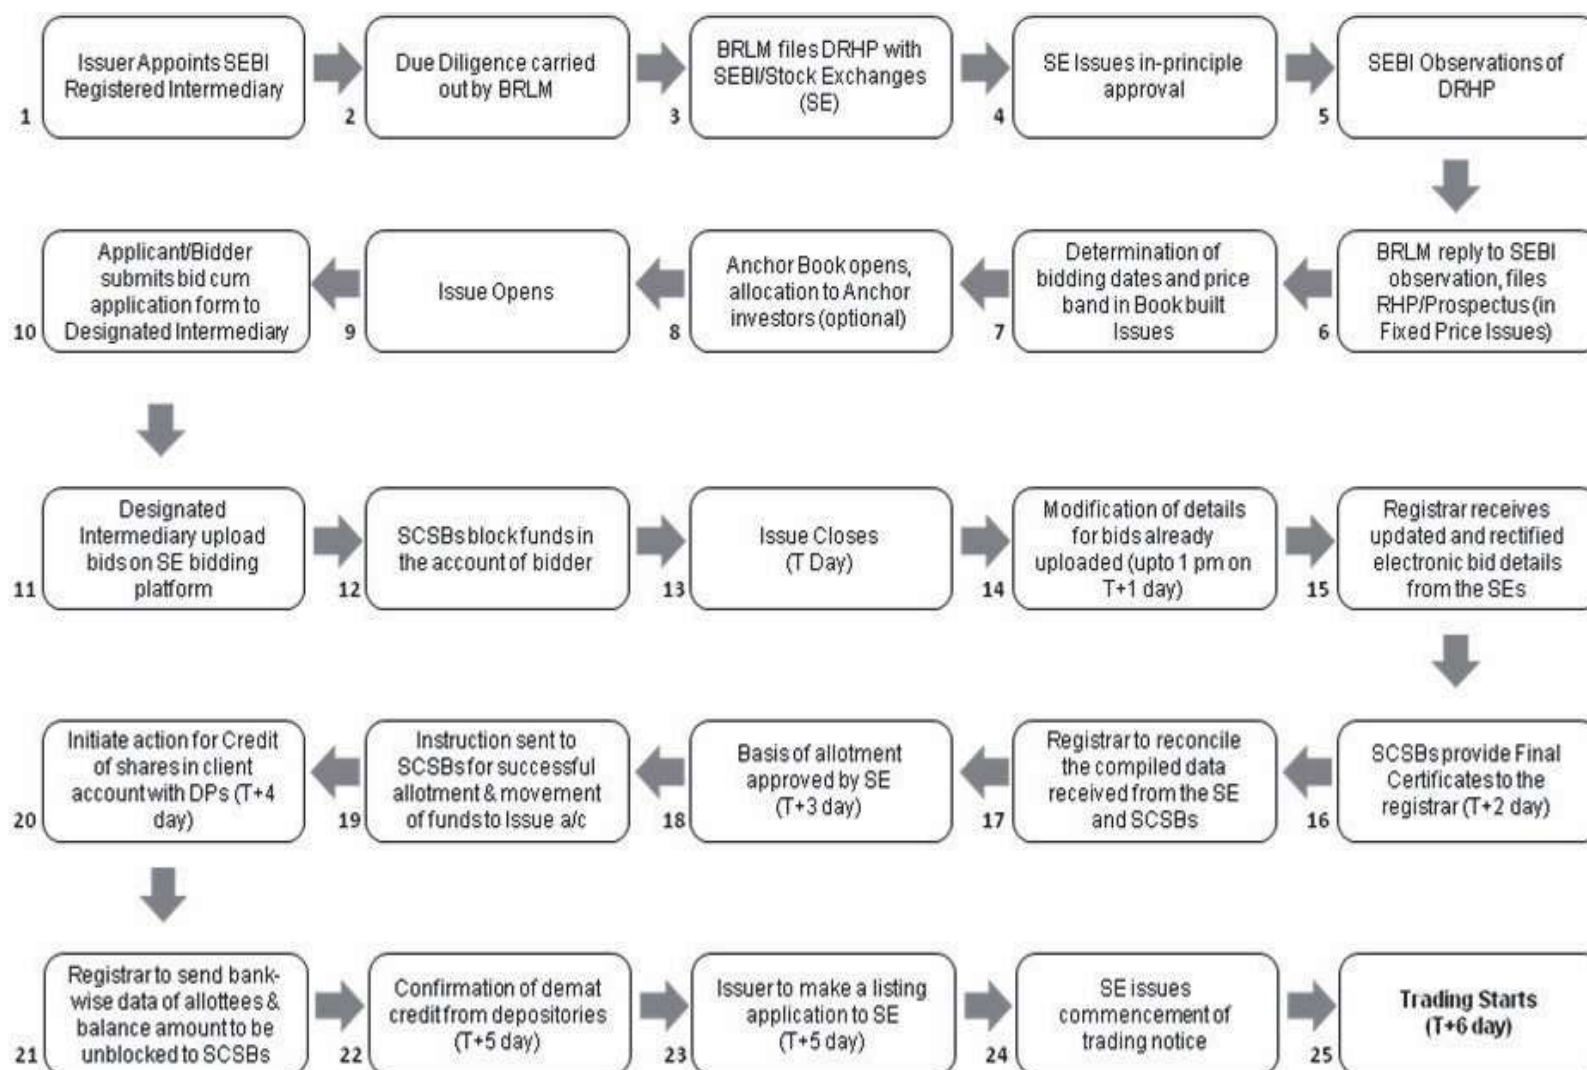 Issuer Appoints SEBI
Registered Intermediary
1
Due Diligence carried
out by BRLM
2
BRLM files DRHP with
SEBI/Stock Exchanges
(SE)
3
SE Issues in-principle
approval
4
SEBI Observations of
DRHP
5
BRLM reply to SEBI
observation, files
RHP/Prospectus (in
Fixed Price Issues)
6
Determination of
bidding dates and price
band in Book built
Issues
7
Anchor Book opens,
allocation to Anchor
investors (optional)
8
Issue Opens
9
Applicant/Bidder
submits bid cum
application form to
Designated Intermediary
10
Designated
Intermediary upload
bids on SE bidding
platform
11
SCSBs block funds in
the account of bidder
12
Issue Closes
(T Day)
13
Modification of details
for bids already
uploaded (upto 1 pm on
T+1 day)
14
Registrar receives
updated and rectified
electronic bid details
from the SEs
15
SCSBs provide Final
Certificates to the
registrar (T+2 day)
16
Registrar to reconcile
the compiled data
received from the SE
and SCSBs
17
Basis of allotment
approved by SE
(T+3 day)
18
Instruction sent to
SCSBs for successful
allotment & movement
of funds to Issue a/c
19
Initiate action for Credit
of shares in client
account with DPs (T+4
day)
20
Registrar to send bank-
wise data of allottees &
balance amount to be
unblocked to SCSBs
21
Confirmation of demat
credit from depositories
(T+5 day)
22
Issuer to make a listing
application to SE
(T+5 day)
23
SE issues
commencement of
trading notice
24
Trading Starts
(T+6 day)
25